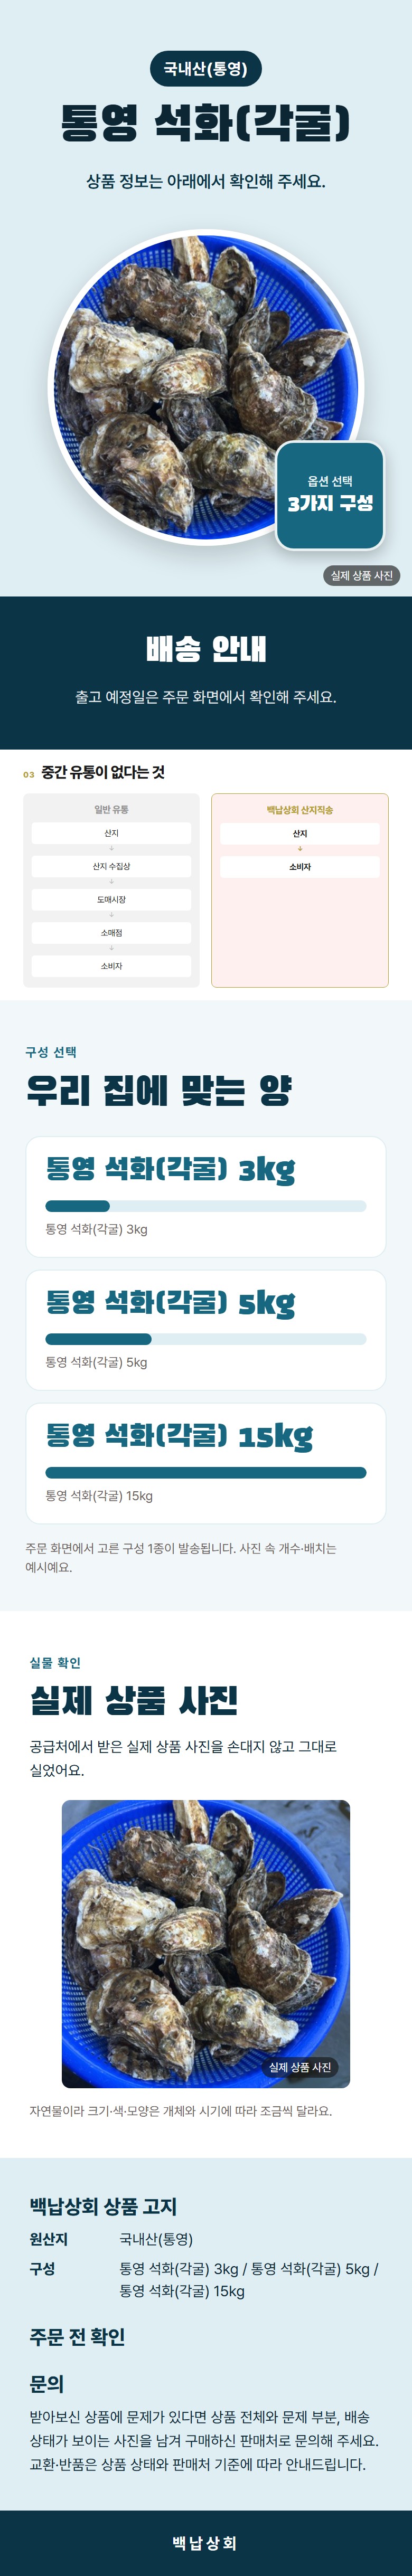 국내산(통영)
통영 석화(각굴)
상품 정보는 아래에서 확인해 주세요.
옵션 선택
3가지 구성
실제 상품 사진
배송 안내
출고 예정일은 주문 화면에서 확인해 주세요.
03 중간 유통이 없다는 것
일반 유통
산지
↓
산지 수집상
↓
도매시장
↓
소매점
↓
소비자
백납상회 산지직송
산지
↓
소비자
구성 선택
우리 집에 맞는 양
통영 석화(각굴) 3kg
통영 석화(각굴) 3kg
통영 석화(각굴) 5kg
통영 석화(각굴) 5kg
통영 석화(각굴) 15kg
통영 석화(각굴) 15kg
주문 화면에서 고른 구성 1종이 발송됩니다. 사진 속 개수·배치는
예시예요.
실물 확인
실제 상품 사진
공급처에서 받은 실제 상품 사진을 손대지 않고 그대로
실었어요.
실제 상품 사진
자연물이라 크기·색·모양은 개체와 시기에 따라 조금씩 달라요.
백납상회 상품 고지
원산지 국내산(통영)
구성 통영 석화(각굴) 3kg / 통영 석화(각굴) 5kg /
통영 석화(각굴) 15kg
주문 전 확인
문의
받아보신 상품에 문제가 있다면 상품 전체와 문제 부분, 배송
상태가 보이는 사진을 남겨 구매하신 판매처로 문의해 주세요.
교환·반품은 상품 상태와 판매처 기준에 따라 안내드립니다.
백납상회